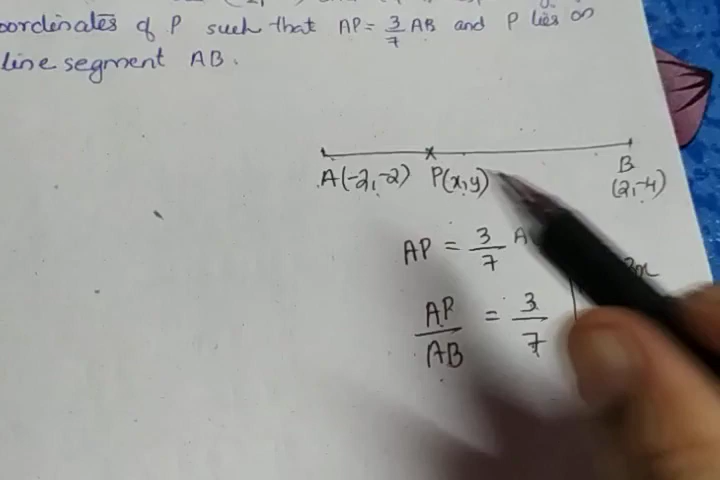 coordinates of P such that AP = 3/7 AB and P lies on
line segment AB.
A(-2,-2) P(x,y) B
(2,-4)
AP = 3/7
AP/AB = 3/7